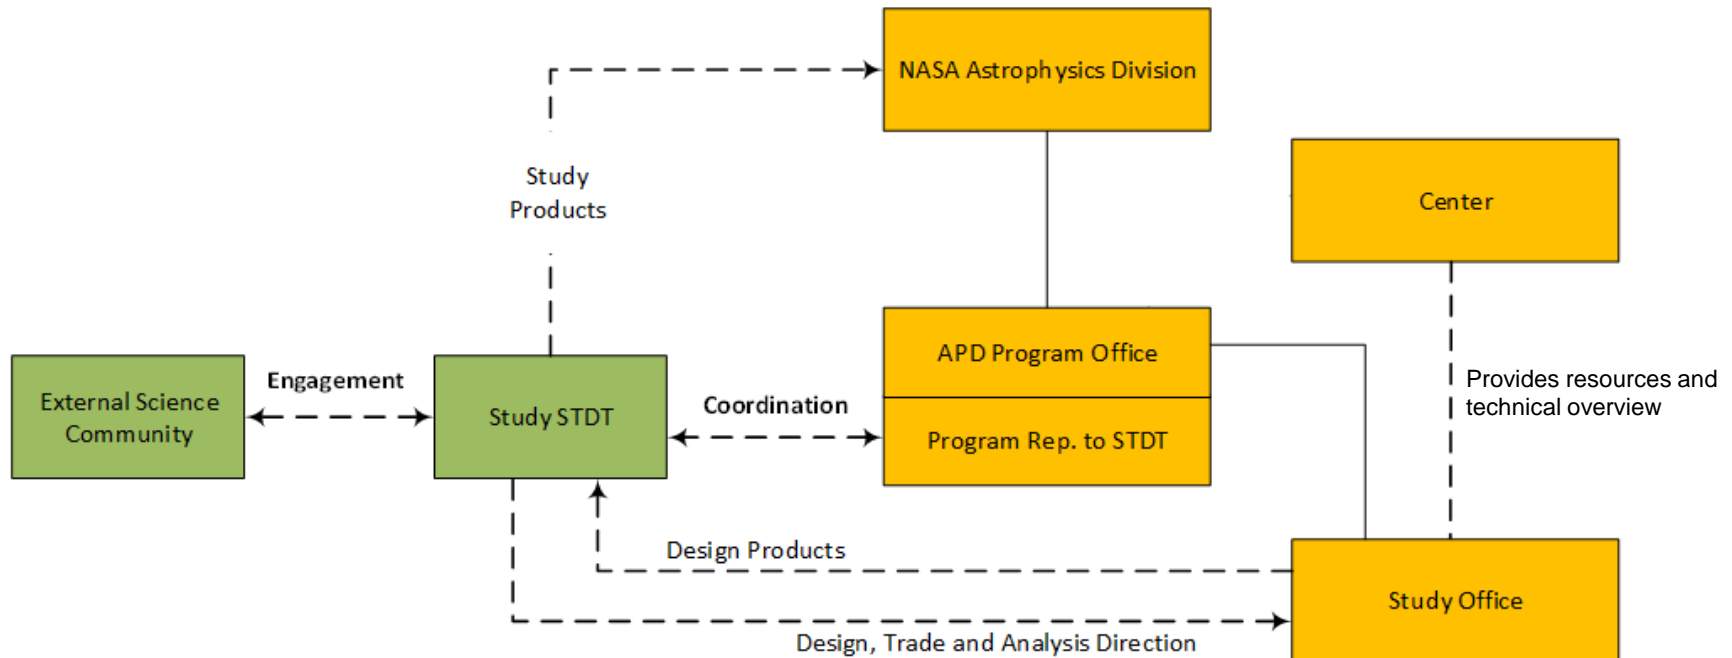 NASA Astrophysics Division
Study
Products
Center
External Science
Community
Engagement
Study STDT
Coordination
APD Program Office
Program Rep. to STDT
Provides resources and
technical overview
Design Products
Study Office
Design, Trade and Analysis Direction